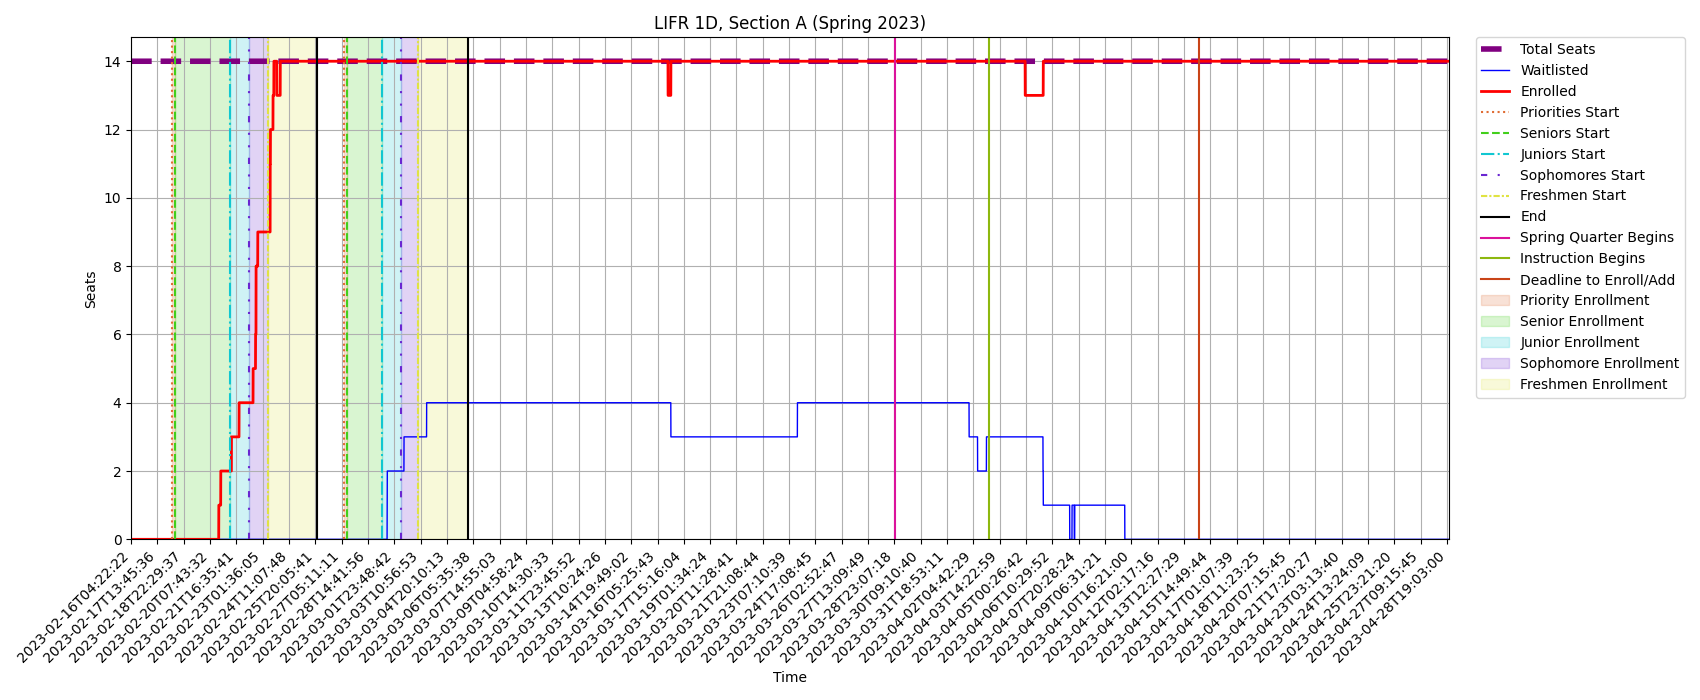 LIFR 1D, Section A (Spring 2023)
Seats
14
12
10
8
6
4
2
0
2023-02-16T04:22:22
2023-02-17T13:45:36
2023-02-18T22:29:37
2023-02-20T07:43:32
2023-02-21T16:35:41
2023-02-23T01:36:05
2023-02-24T11:07:48
2023-02-25T20:05:41
2023-02-27T05:11:11
2023-02-28T14:41:56
2023-03-01T23:48:42
2023-03-03T10:56:53
2023-03-04T20:10:13
2023-03-06T05:35:38
2023-03-07T14:55:03
2023-03-09T04:58:24
2023-03-10T14:30:33
2023-03-11T23:45:52
2023-03-13T10:24:26
2023-03-14T19:49:02
2023-03-16T05:25:43
2023-03-17T15:16:04
2023-03-19T01:34:24
2023-03-20T11:28:41
2023-03-21T21:08:44
2023-03-23T07:10:39
2023-03-24T17:08:45
2023-03-26T02:52:47
2023-03-27T13:09:49
2023-03-28T23:07:18
2023-03-30T09:10:40
2023-03-31T18:53:11
2023-04-02T04:42:29
2023-04-03T14:22:59
2023-04-05T00:26:42
2023-04-06T10:29:52
2023-04-07T20:28:24
2023-04-09T06:31:21
2023-04-10T16:21:00
2023-04-12T02:17:16
2023-04-13T12:27:29
2023-04-15T14:49:44
2023-04-17T01:07:39
2023-04-18T11:23:25
2023-04-20T07:15:45
2023-04-21T17:20:27
2023-04-23T03:13:40
2023-04-24T13:24:09
2023-04-25T23:21:20
2023-04-27T09:15:45
2023-04-28T19:03:00
Time
Total Seats
Waitlisted
Enrolled
Priorities Start
Seniors Start
Juniors Start
Sophomores Start
Freshmen Start
End
Spring Quarter Begins
Instruction Begins
Deadline to Enroll/Add
Priority Enrollment
Senior Enrollment
Junior Enrollment
Sophomore Enrollment
Freshmen Enrollment